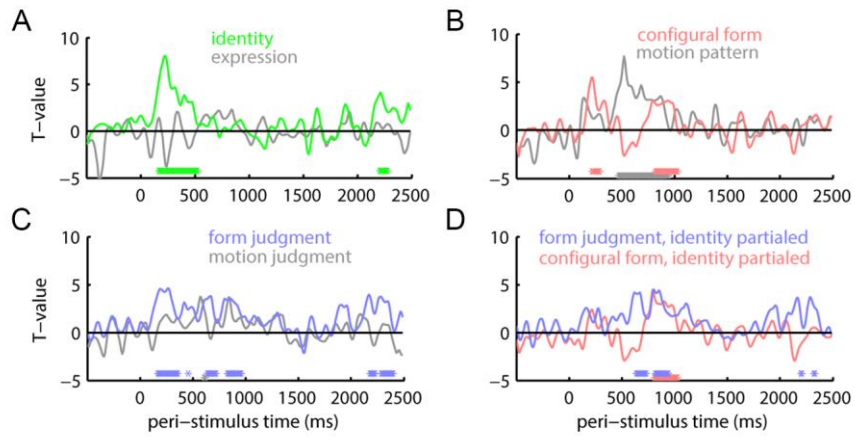 A
identity
expression
T−value
10
5
0
−5
0 500 1000 1500 2000 2500
B
configural form
motion pattern
10
5
0
−5
0 500 1000 1500 2000 2500
C
form judgment
motion judgment
T−value
10
5
0
−5
0 500 1000 1500 2000 2500
peri−stimulus time (ms)
D
form judgment, identity partialed
configural form, identity partialed
10
5
0
−5
0 500 1000 1500 2000 2500
peri−stimulus time (ms)